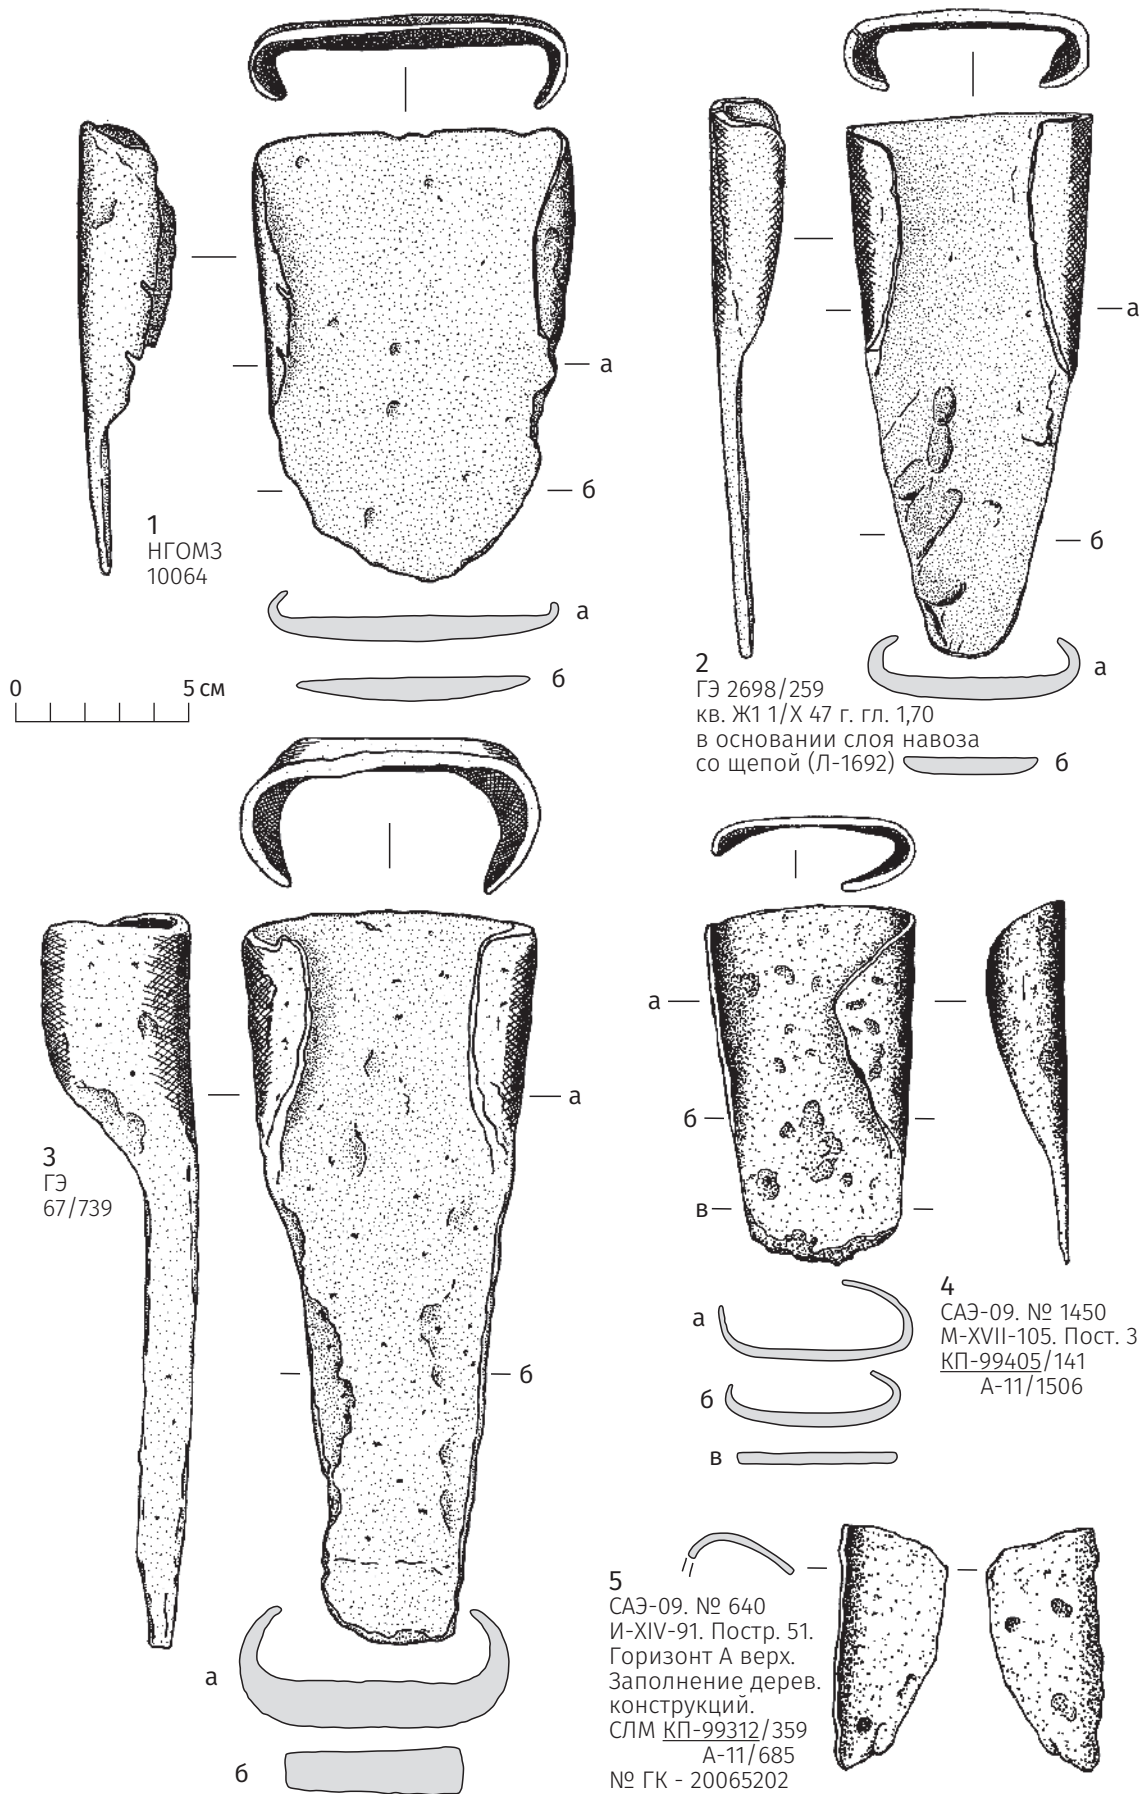 а
б
1
НГОМЗ
10064
а
б
0 5 см
а
б
2
ГЭ 2698/259
кв. Ж1 1/X 47 г. гл. 1,70
в основании слоя навоза
со щепой (Л-1692)
а
б
а
б
3
ГЭ
67/739
а
б
а
б
в
4
САЭ-09. № 1450
М-XVII-105. Пост. 3
КП-99405/141
А-11/1506
а
б
в
5
САЭ-09. № 640
И-XIV-91. Постр. 51.
Горизонт А верх.
Заполнение дерев.
конструкций.
СЛМ КП-99312/359
А-11/685
№ ГК - 20065202